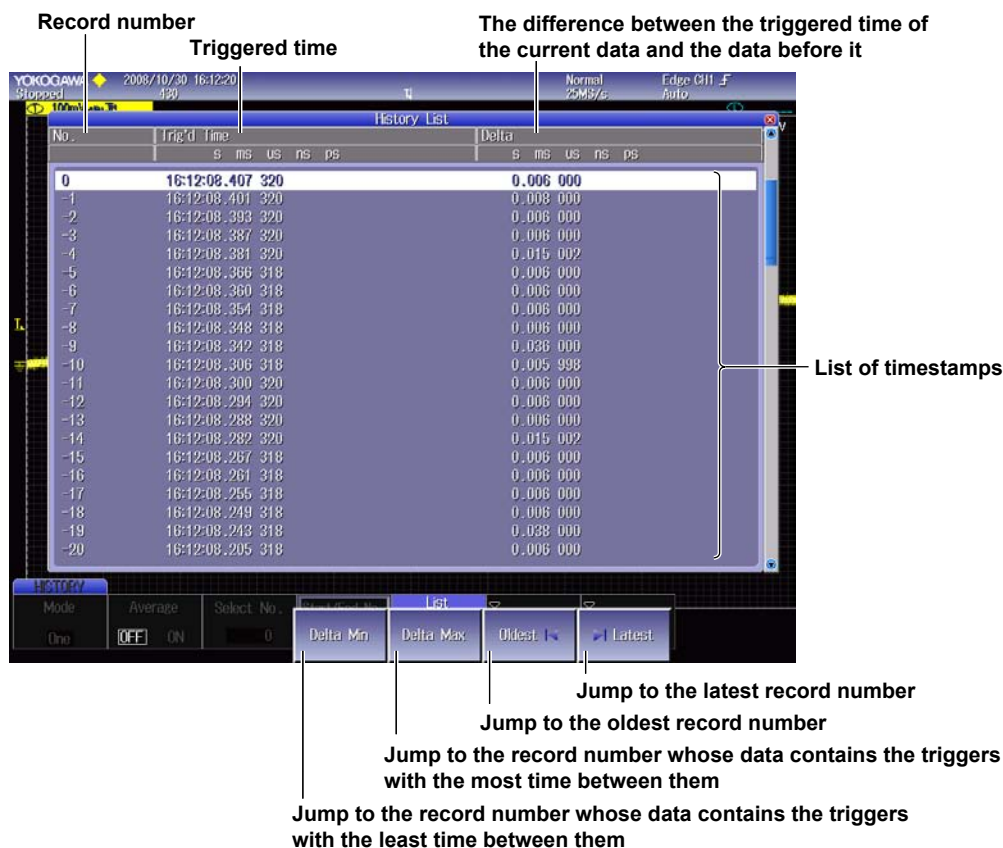 Record number
The difference between the triggered time of
the current data and the data before it
Triggered time
YOKOGAWA 2008/10/30 16:12:20 Normal Edge CH1
Stopped 430 25MS/s Auto
History List
No. Trig'd Time Delta
s ms us ns ps s ms us ns ps
0 16:12:08.407 320 0.006 000
-1 16:12:08.401 320 0.008 000
-2 16:12:08.393 320 0.006 000
-3 16:12:08.387 320 0.006 000
-4 16:12:08.381 320 0.015 002
-5 16:12:08.366 318 0.006 000
-6 16:12:08.360 318 0.006 000
-7 16:12:08.354 318 0.006 000
-8 16:12:08.348 318 0.006 000
-9 16:12:08.342 318 0.036 000
-10 16:12:08.306 318 0.005 998
-11 16:12:08.300 320 0.006 000
-12 16:12:08.294 320 0.006 000
-13 16:12:08.288 320 0.006 000
-14 16:12:08.282 320 0.015 002
-15 16:12:08.267 318 0.006 000
-16 16:12:08.261 318 0.006 000
-17 16:12:08.255 318 0.006 000
-18 16:12:08.249 318 0.006 000
-19 16:12:08.243 318 0.038 000
-20 16:12:08.205 318 0.006 000
List of timestamps
HISTORY
Mode Average Select No. List
One OFF ON 0 Delta Min Delta Max Oldest Latest
Jump to the latest record number
Jump to the oldest record number
Jump to the record number whose data contains the triggers
with the most time between them
Jump to the record number whose data contains the triggers
with the least time between them